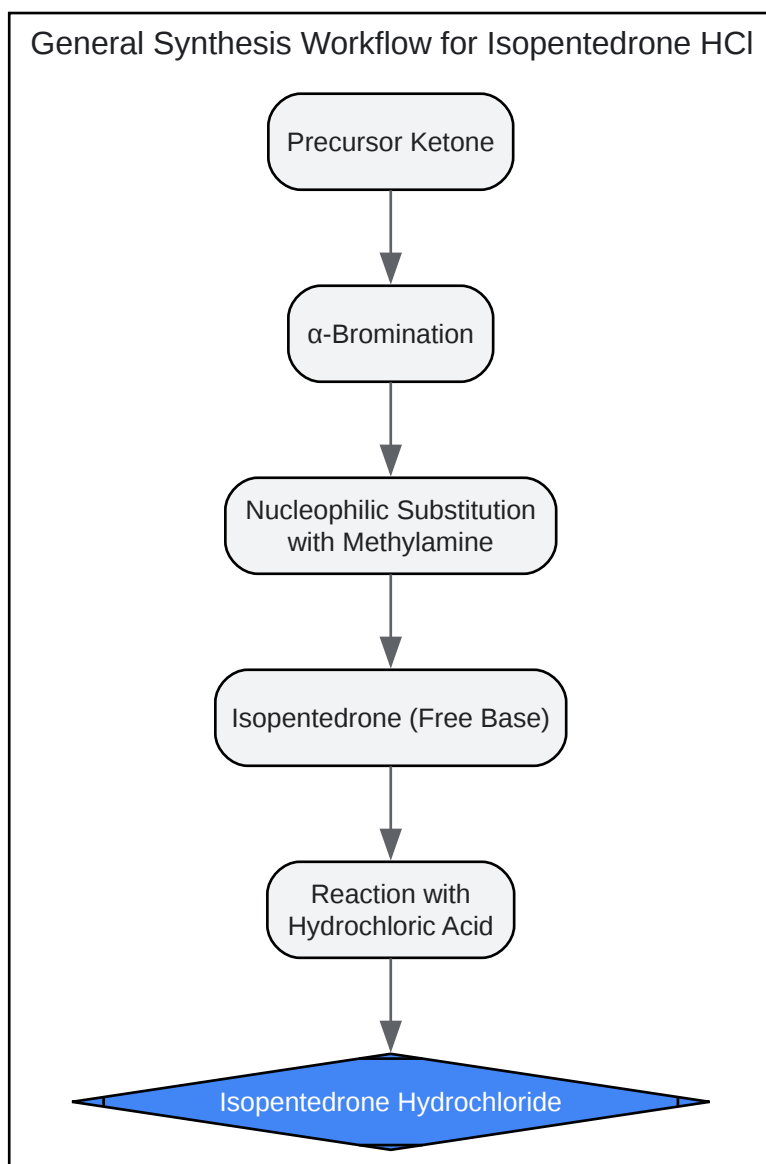 General Synthesis Workflow for Isopentedrone HCl
Precursor Ketone
α-Bromination
Nucleophilic Substitution
with Methylamine
Isopentedrone (Free Base)
Reaction with
Hydrochloric Acid
Isopentedrone Hydrochloride